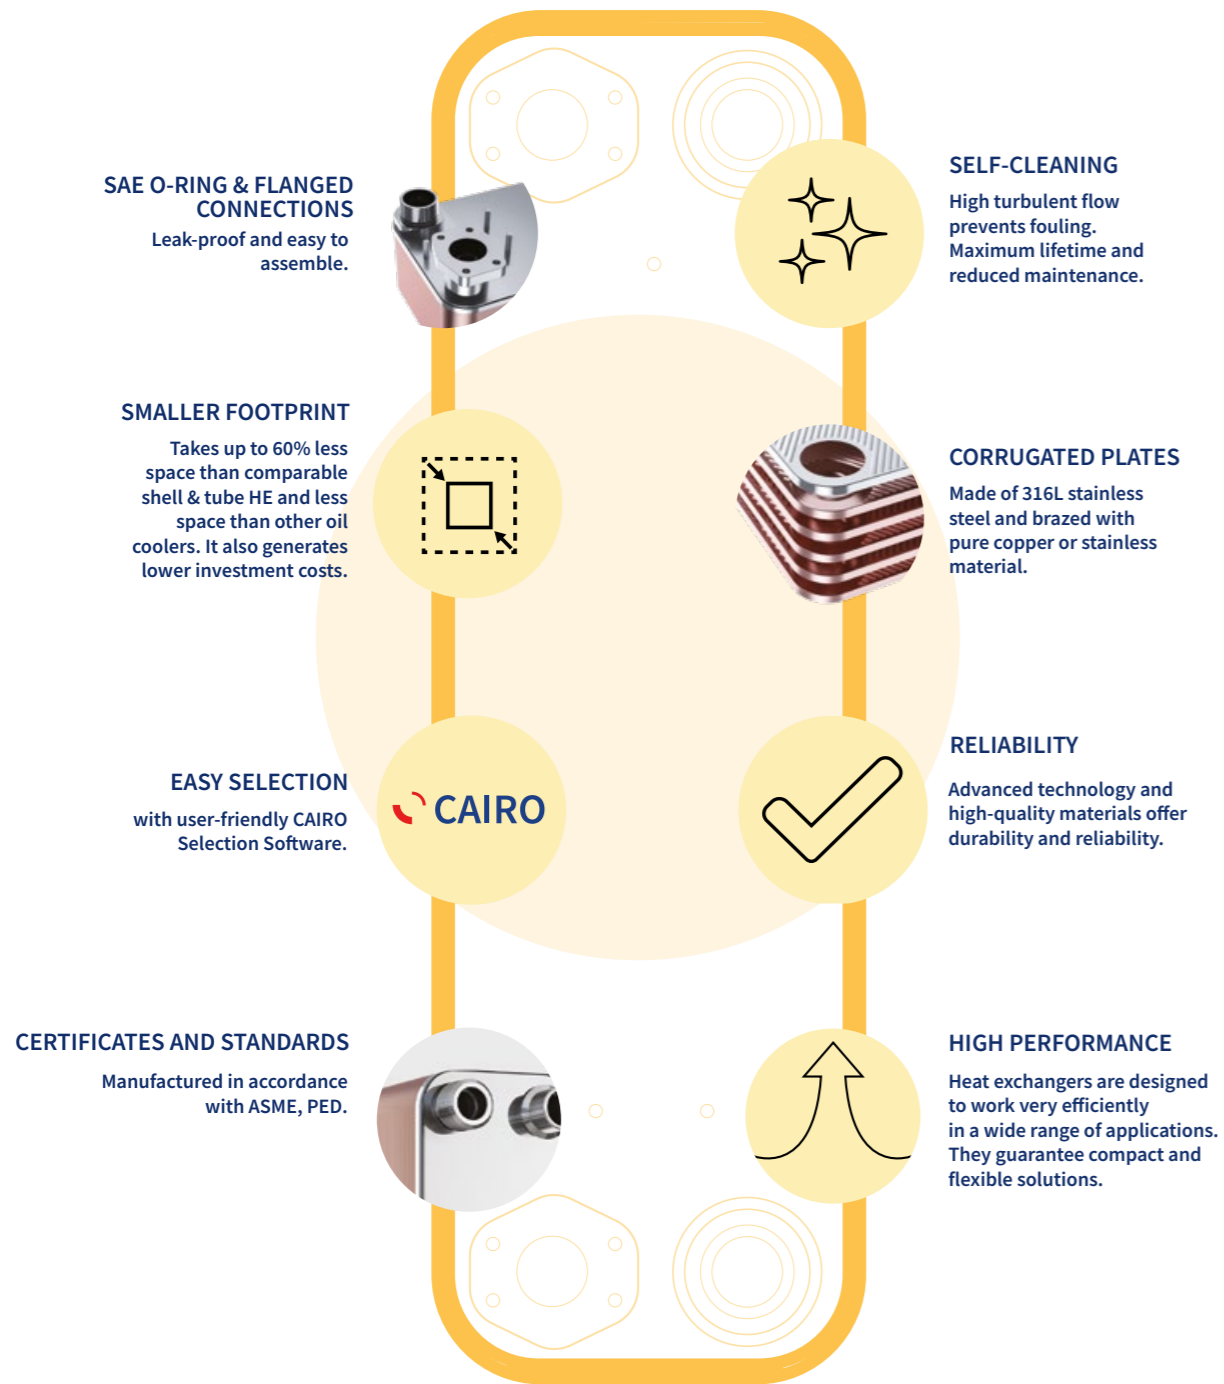 SAE O-RING & FLANGED
CONNECTIONS
Leak-proof and easy to
assemble.
SELF-CLEANING
High turbulent flow
prevents fouling.
Maximum lifetime and
reduced maintenance.
SMALLER FOOTPRINT
Takes up to 60% less
space than comparable
shell & tube HE and less
space than other oil
coolers. It also generates
lower investment costs.
CORRUGATED PLATES
Made of 316L stainless
steel and brazed with
pure copper or stainless
material.
EASY SELECTION
with user-friendly CAIRO
Selection Software.
CAIRO
RELIABILITY
Advanced technology and
high-quality materials offer
durability and reliability.
CERTIFICATES AND STANDARDS
Manufactured in accordance
with ASME, PED.
HIGH PERFORMANCE
Heat exchangers are designed
to work very efficiently
in a wide range of applications.
They guarantee compact and
flexible solutions.